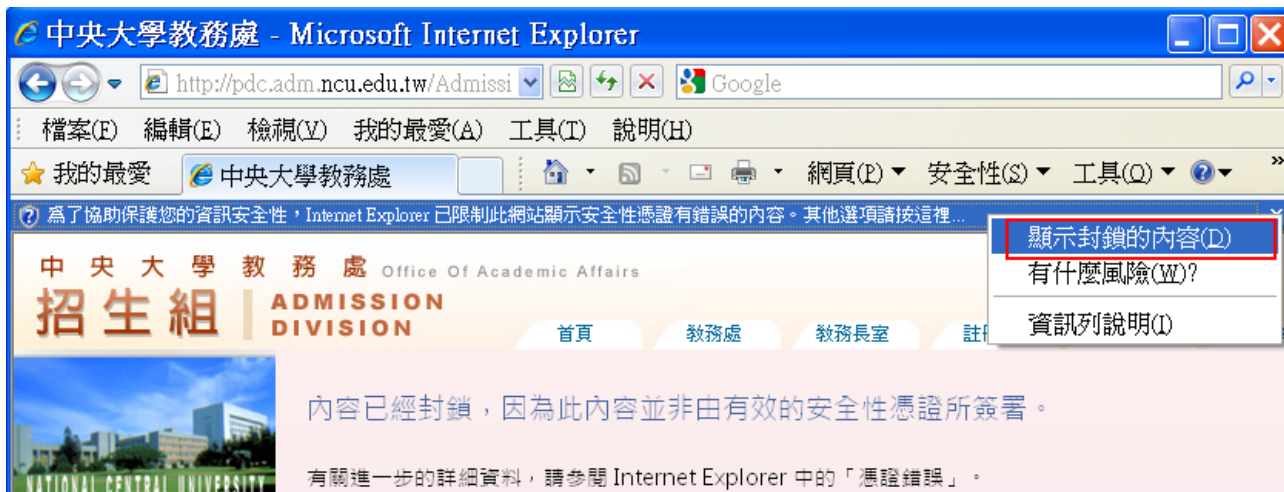 中央大學教務處 - Microsoft Internet Explorer
http://pdc.adm.ncu.edu.tw/Admissi
Google
檔案(F) 編輯(E) 檢視(V) 我的最愛(A) 工具(T) 說明(H)
我的最愛 中央大學教務處 網頁(P) 安全性(S) 工具(O)
為了協助保護您的資訊安全性，Internet Explorer 已限制此網站顯示安全性憑證有錯誤的內容。其他選項請按這裡...
顯示封鎖的內容(D)
有什麼風險(W)?
資訊列說明(I)
中央大學教務處 Office Of Academic Affairs
招生組 ADMISSION
DIVISION
首頁 教務處 教務長室 註
內容已經封鎖，因為此內容並非由有效的安全性憑證所簽署。
有關進一步的詳細資料，請參閱 Internet Explorer 中的「憑證錯誤」。
NATIONAL CENTRAL UNIVERSITY